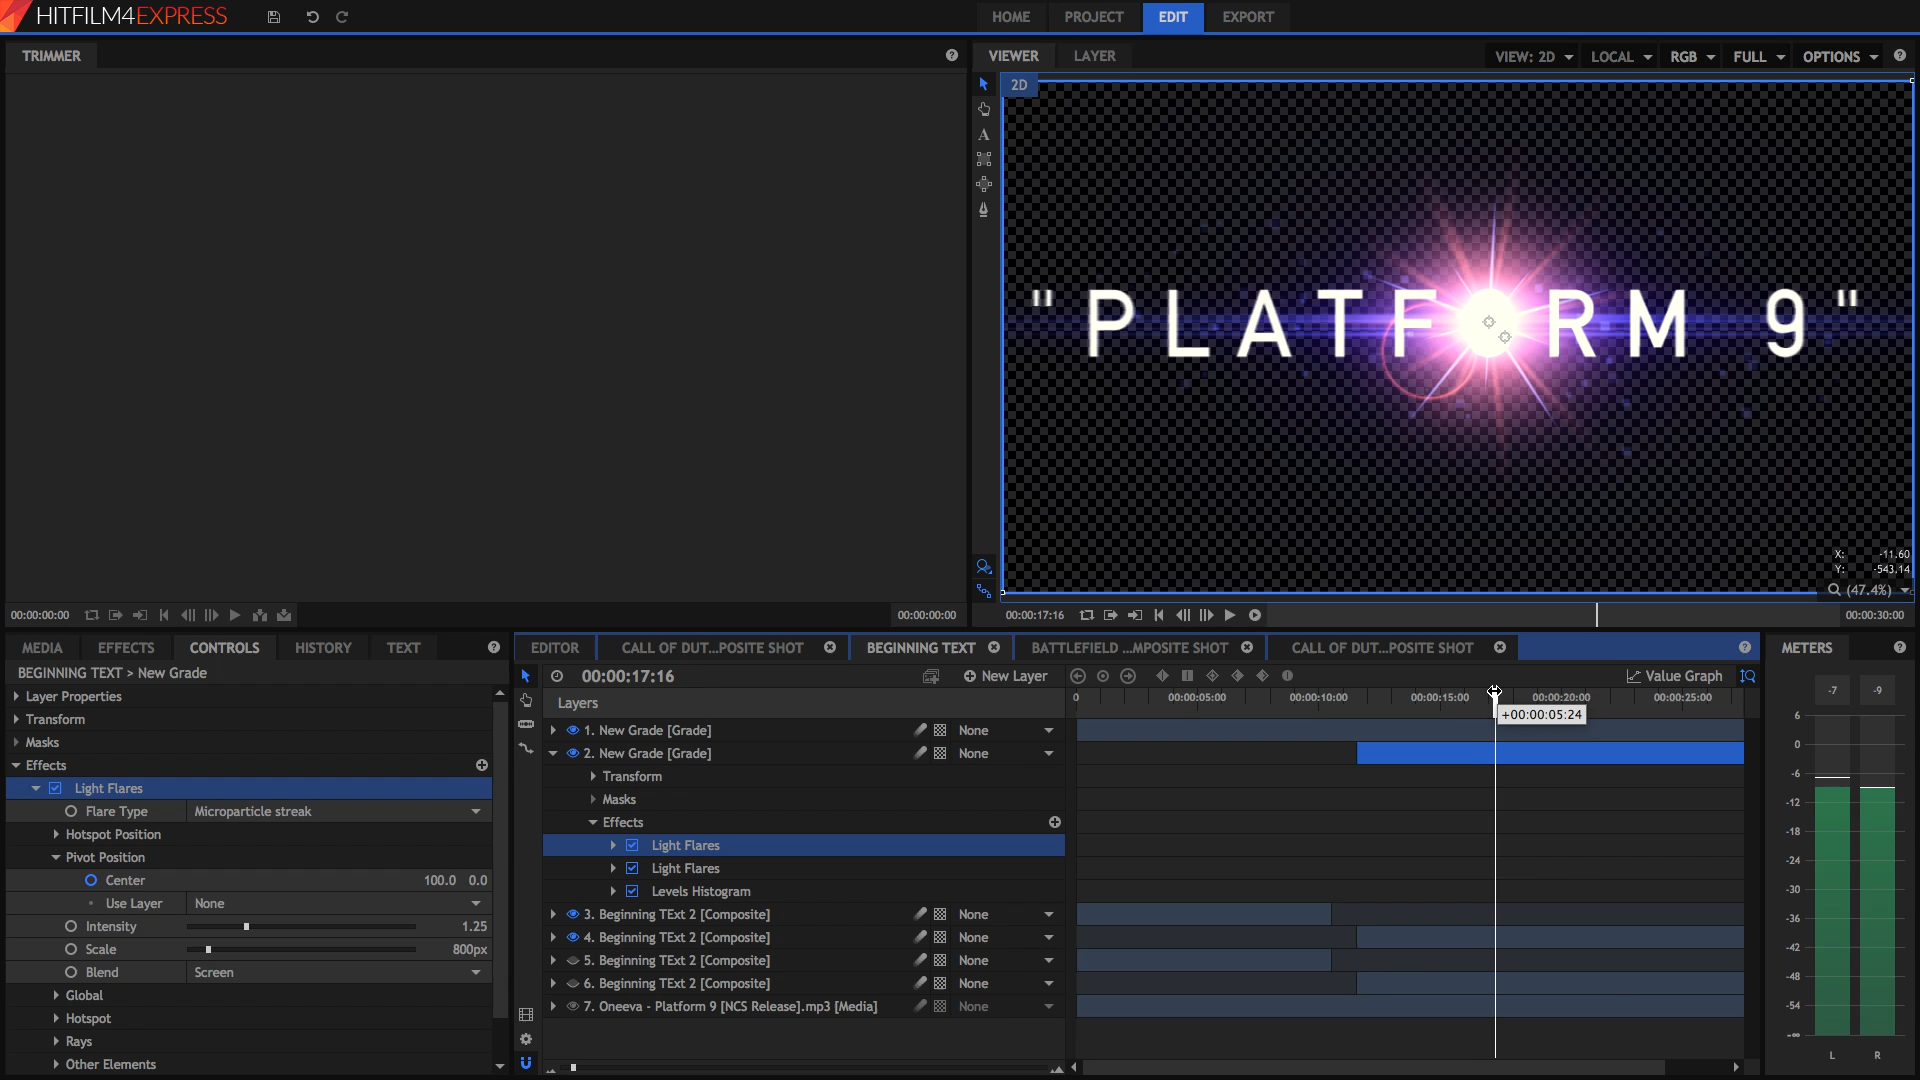 HITFILM4EXPRESS
HOME PROJECT EDIT EXPORT
TRIMMER
VIEWER LAYER VIEW: 2D LOCAL RGB FULL OPTIONS
2D
A
"PLATFORM 9"
X: -11.60
Y: -543.14
(47.4%)
00:00:00:00 00:00:00:00
00:00:17:16 00:00:30:00
MEDIA EFFECTS CONTROLS HISTORY TEXT
BEGINNING TEXT > New Grade
Layer Properties
Transform
Masks
Effects
Light Flares
Flare Type Microparticle streak
Hotspot Position
Pivot Position
Center 100.0 0.0
Use Layer None
Intensity 1.25
Scale 800px
Blend Screen
Global
Hotspot
Rays
Other Elements
EDITOR CALL OF DUT...POSITE SHOT BEGINNING TEXT BATTLEFIELD ...MPOSITE SHOT CALL OF DUT...POSITE SHOT
00:00:17:16 New Layer Value Graph
Layers
0 00:00:05:00 00:00:10:00 00:00:15:00 00:00:20:00 00:00:25:00
+00:00:05:24
1. New Grade [Grade] None
2. New Grade [Grade] None
Transform
Masks
Effects
Light Flares
Light Flares
Levels Histogram
3. Beginning TExt 2 [Composite] None
4. Beginning TExt 2 [Composite] None
5. Beginning TExt 2 [Composite] None
6. Beginning TExt 2 [Composite] None
7. Oneeva - Platform 9 [NCS Release].mp3 [Media] None
METERS
-7 -9
6
0
-6
-12
-18
-24
-30
-36
-42
-48
-54
-∞
L R